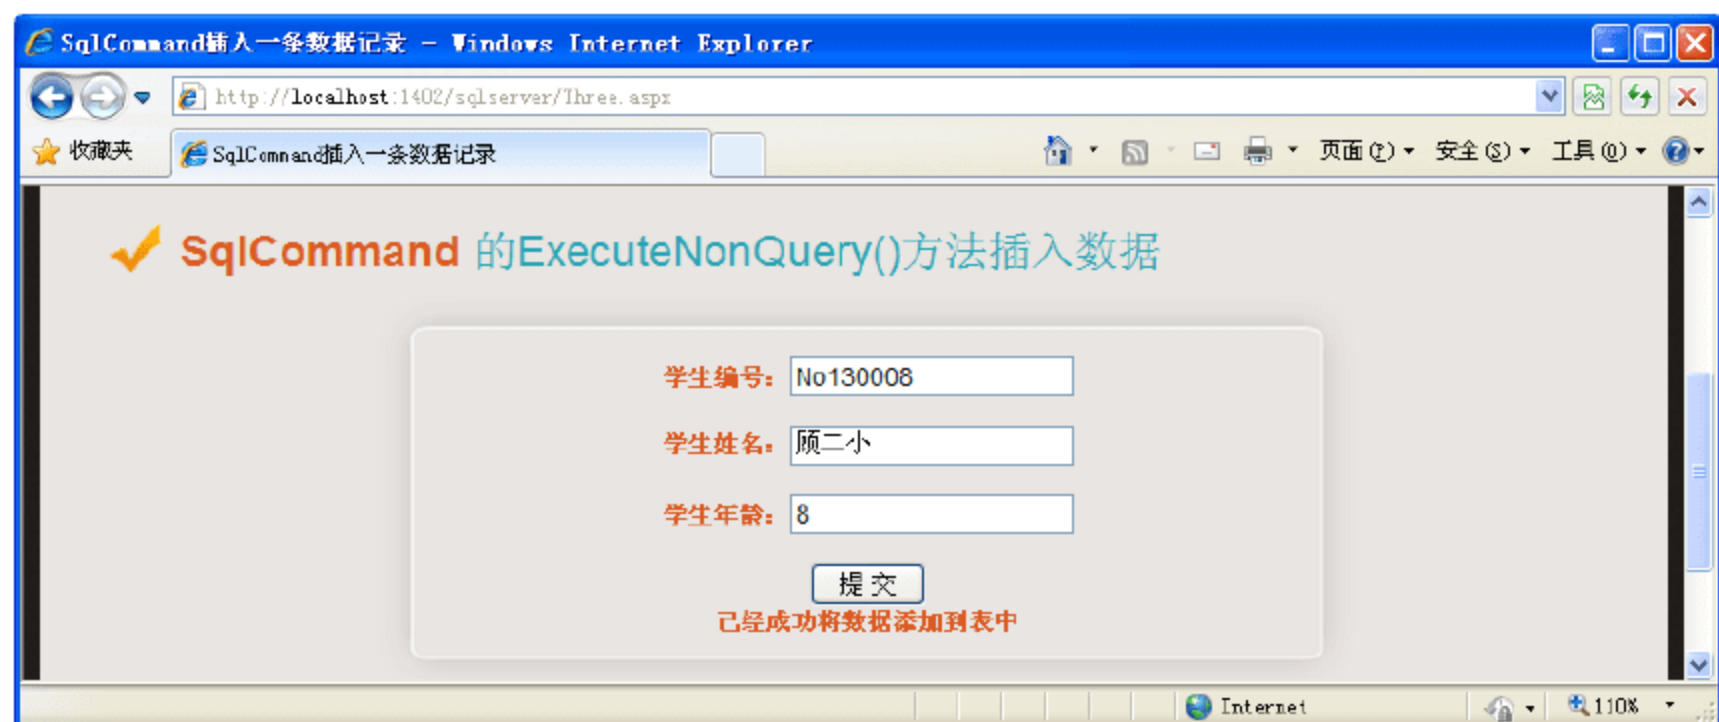 SqlCommand插入一条数据记录 - Windows Internet Explorer
http://localhost:1402/sqlserver/Three.aspx
收藏夹 SqlCommand插入一条数据记录 页面(P) 安全(S) 工具(O)
SqlCommand 的ExecuteNonQuery()方法插入数据
学生编号: No130008
学生姓名: 顾二小
学生年龄: 8
提 交
已经成功将数据添加到表中
Internet 110%